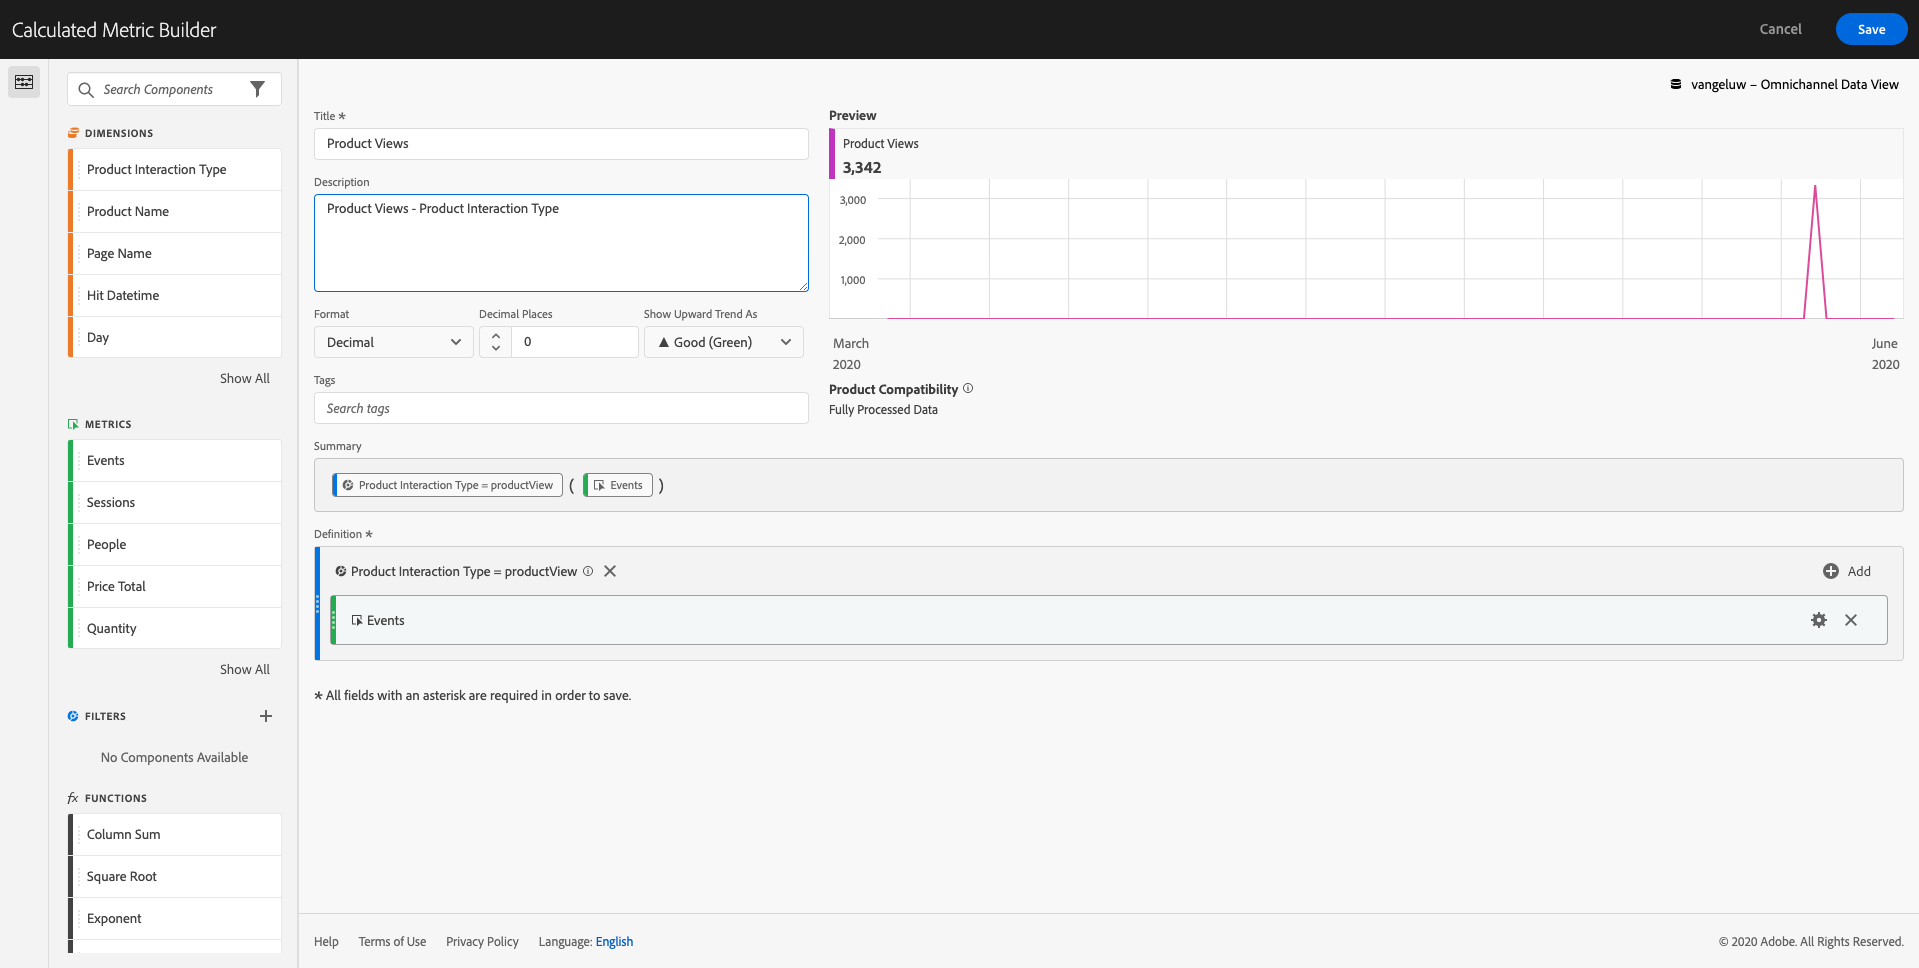 Calculated Metric Builder
Cancel
Save
Search Components
vangeluw – Omnichannel Data View
DIMENSIONS
Product Interaction Type
Product Name
Page Name
Hit Datetime
Day
Show All
METRICS
Events
Sessions
People
Price Total
Quantity
Show All
FILTERS
No Components Available
fx FUNCTIONS
Column Sum
Square Root
Exponent
Title *
Product Views
Description
Product Views - Product Interaction Type
Format
Decimal
Decimal Places
0
Show Upward Trend As
▲ Good (Green)
Tags
Search tags
Preview
Product Views
3,342
3,000
2,000
1,000
March
2020
June
2020
Product Compatibility
Fully Processed Data
Summary
Product Interaction Type = productView ( Events )
Definition *
Product Interaction Type = productView
Add
Events
* All fields with an asterisk are required in order to save.
Help Terms of Use Privacy Policy Language: English
© 2020 Adobe. All Rights Reserved.